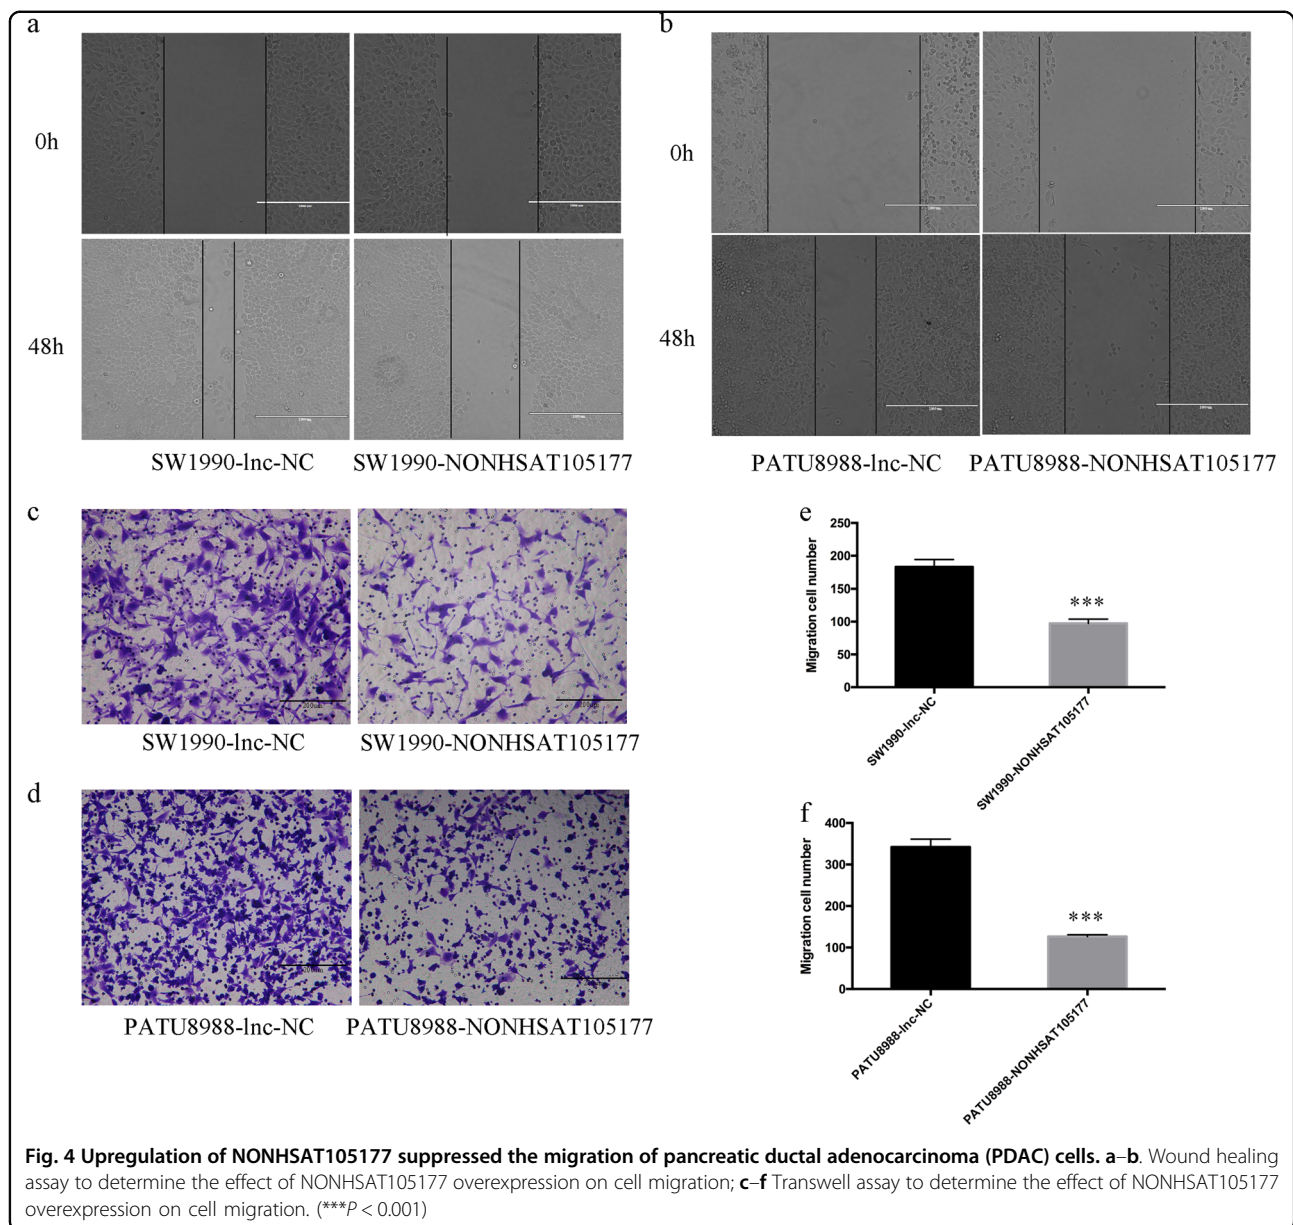 a
b
0h
0h
48h
48h
SW1990-lnc-NC
SW1990-NONHSAT105177
PATU8988-lnc-NC
PATU8988-NONHSAT105177
c
200um
SW1990-lnc-NC
SW1990-NONHSAT105177
e
250
200
150
100
50
0
Migration cell number
***
SW1990-lnc-NC
SW1990-NONHSAT105177
d
PATU8988-lnc-NC
PATU8988-NONHSAT105177
f
400
300
200
100
0
Migration cell number
***
PATU8988-lnc-NC
PATU8988-NONHSAT105177
Fig. 4 Upregulation of NONHSAT105177 suppressed the migration of pancreatic ductal adenocarcinoma (PDAC) cells. a–b. Wound healing
assay to determine the effect of NONHSAT105177 overexpression on cell migration; c–f Transwell assay to determine the effect of NONHSAT105177
overexpression on cell migration. (***P < 0.001)